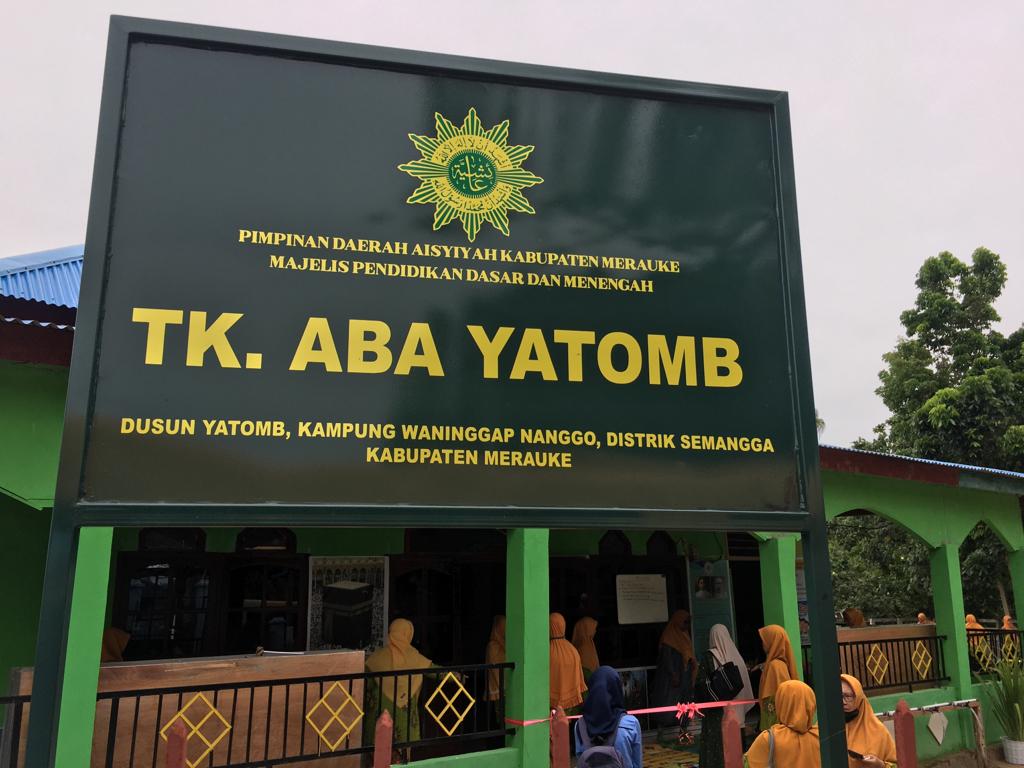 عائشية
PIMPINAN DAERAH AISYIYAH KABUPATEN MERAUKE
MAJELIS PENDIDIKAN DASAR DAN MENENGAH
TK. ABA YATOMB
DUSUN YATOMB, KAMPUNG WANINGGAP NANGGO, DISTRIK SEMANGGA
KABUPATEN MERAUKE